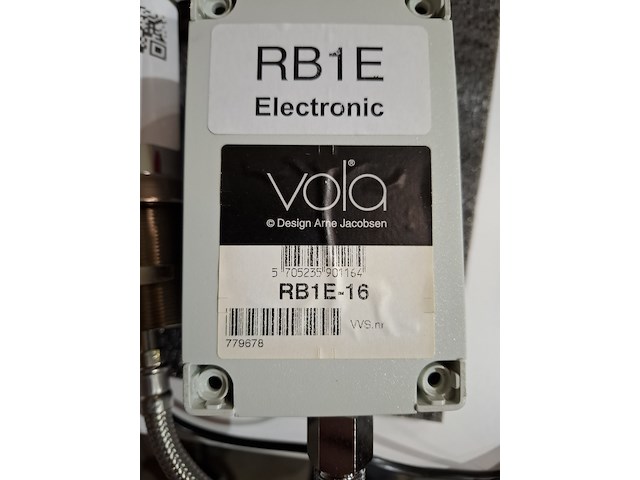 RB1E
Electronic
vola®
© Design Arne Jacobsen
5 705235 901164
RB1E-16
VVS.nr
779678